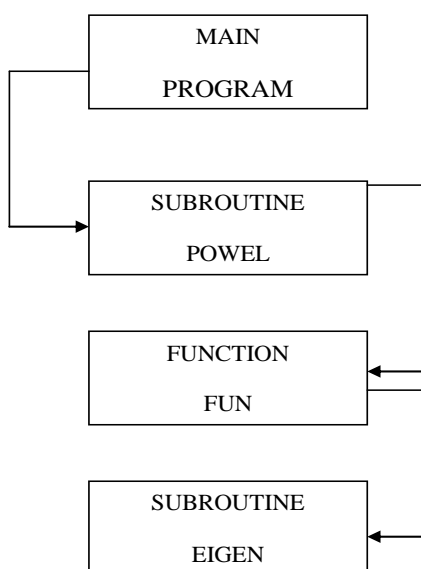 MAIN
PROGRAM
SUBROUTINE
POWEL
FUNCTION
FUN
SUBROUTINE
EIGEN